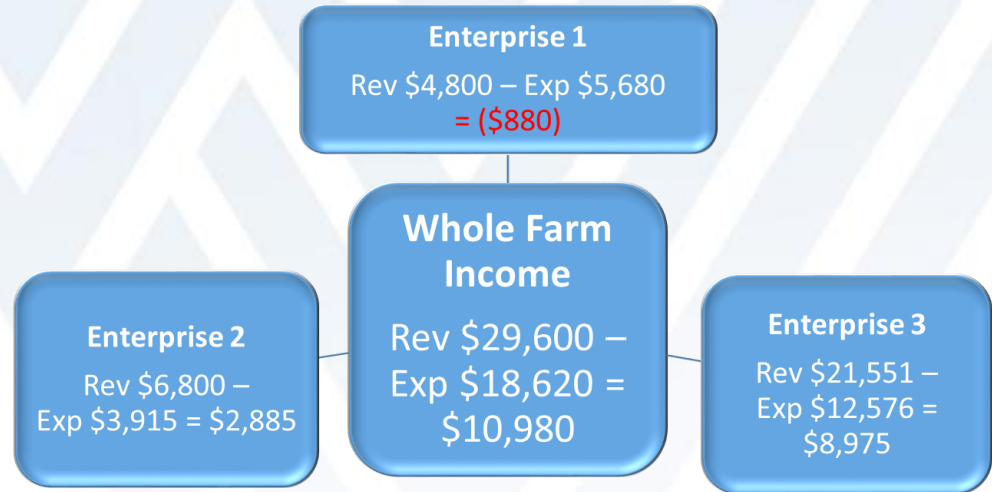 Enterprise 1
Rev $4,800 – Exp $5,680
= ($880)
Whole Farm
Income
Rev $29,600 –
Exp $18,620 =
$10,980
Enterprise 2
Rev $6,800 –
Exp $3,915 = $2,885
Enterprise 3
Rev $21,551 –
Exp $12,576 =
$8,975